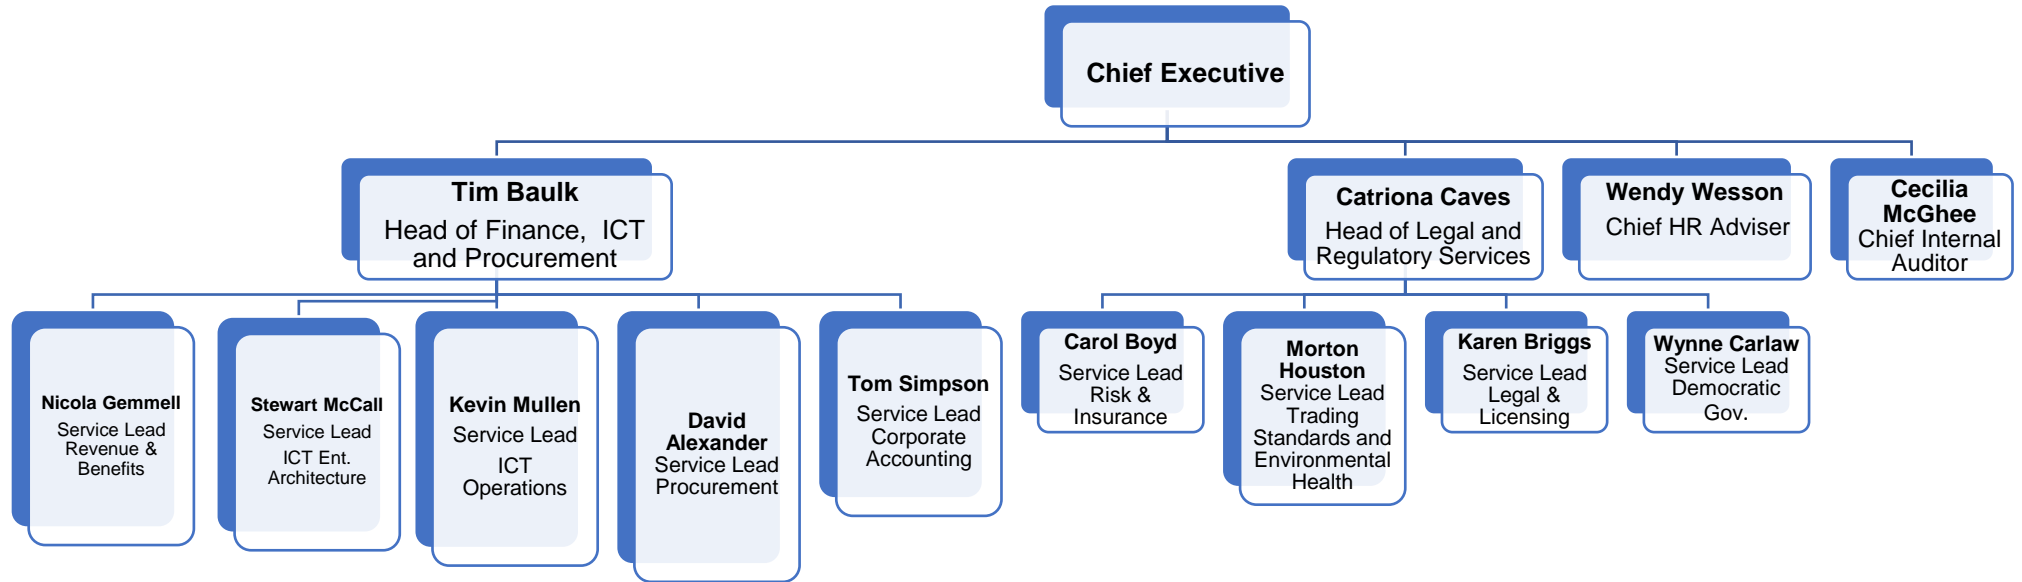 Chief Executive
Tim Baulk
Head of Finance, ICT
and Procurement
Catriona Caves
Head of Legal and
Regulatory Services
Wendy Wesson
Chief HR Adviser
Cecilia
McGhee
Chief Internal
Auditor
Nicola Gemmell
Service Lead
Revenue &
Benefits
Stewart McCall
Service Lead
ICT Ent.
Architecture
Kevin Mullen
Service Lead
ICT
Operations
David
Alexander
Service Lead
Procurement
Tom Simpson
Service Lead
Corporate
Accounting
Carol Boyd
Service Lead
Risk &
Insurance
Morton
Houston
Service Lead
Trading
Standards and
Environmental
Health
Karen Briggs
Service Lead
Legal &
Licensing
Wynne Carlaw
Service Lead
Democratic
Gov.